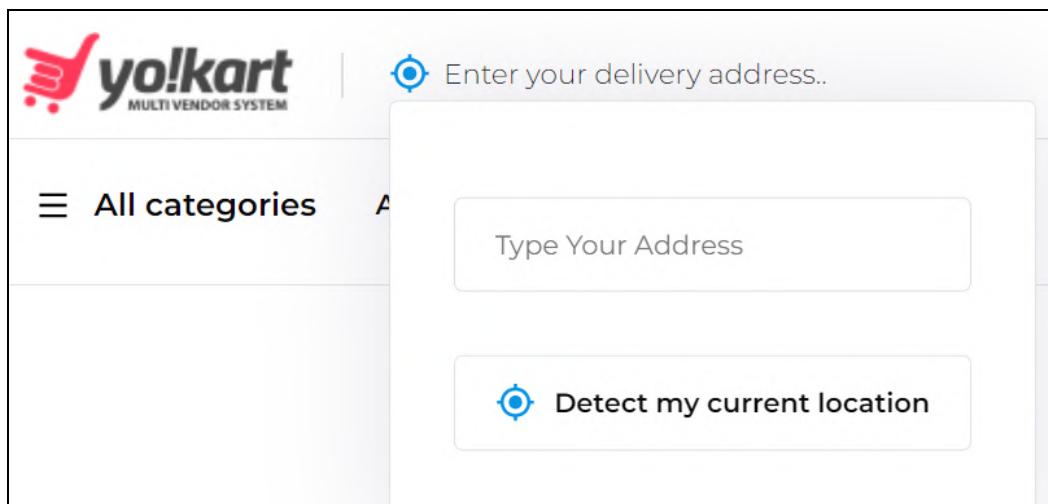 yo!kart
MULTI VENDOR SYSTEM
Enter your delivery address..
All categories
A
Type Your Address
Detect my current location